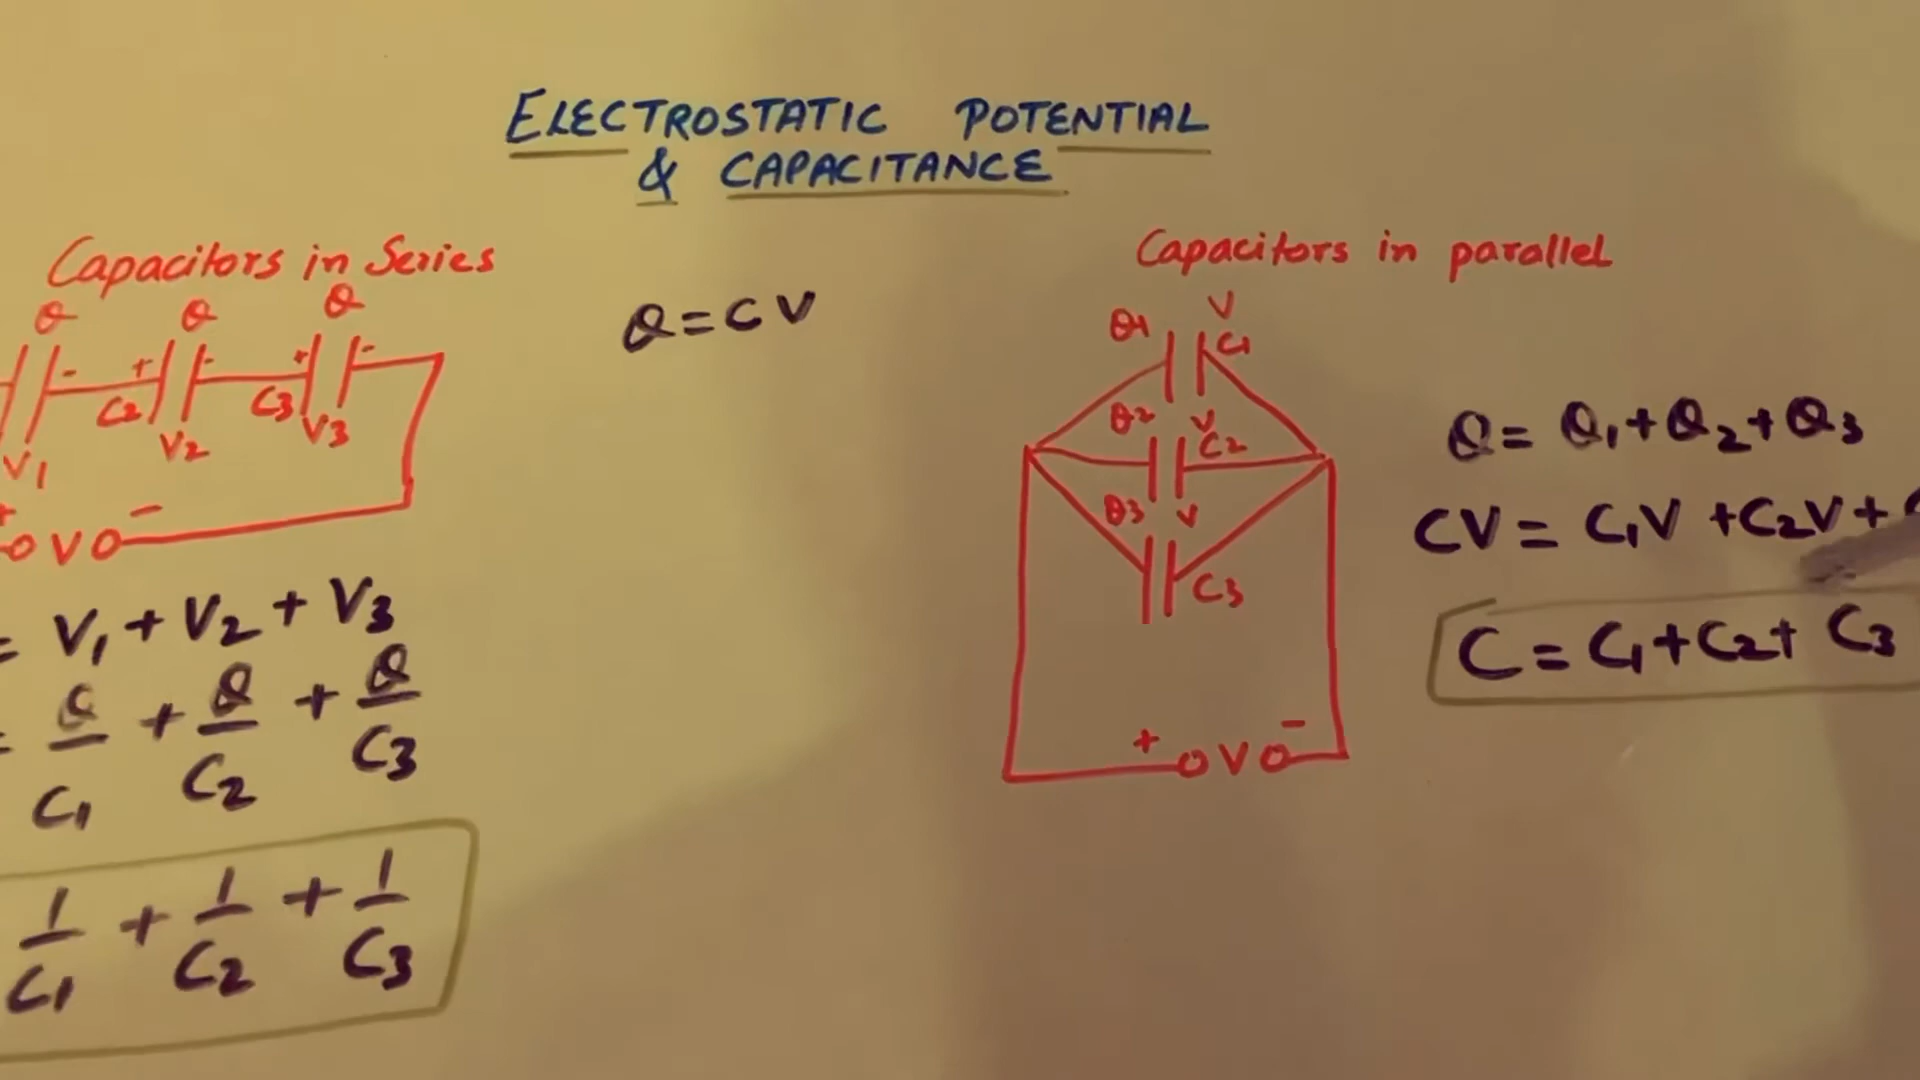 ELECTROSTATIC POTENTIAL
& CAPACITANCE
Capacitors in Series
Q Q Q
- + - + -
C2 C3
V1 V2 V3
+ -
V
= V1 + V2 + V3
= Q/C1 + Q/C2 + Q/C3
1/C1 + 1/C2 + 1/C3
Q = CV
Capacitors in parallel
Q1 V
C1
Q2 V
C2
Q3 V
C3
+ -
V
Q = Q1 + Q2 + Q3
CV = C1V + C2V +
C = C1 + C2 + C3